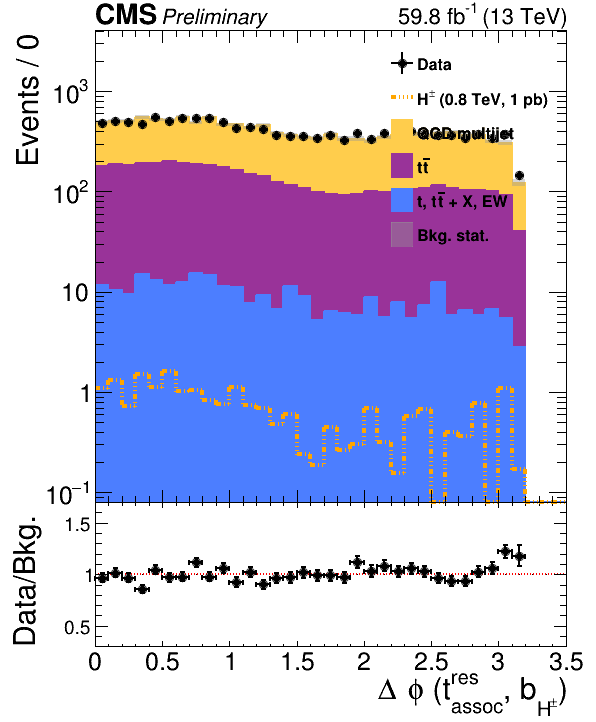 CMS Preliminary 59.8 fb⁻¹ (13 TeV)
Events / 0
10³
10²
10
1
10⁻¹
Data
H± (0.8 TeV, 1 pb)
QCD multijet
tt̄
t, tt̄ + X, EW
Bkg. stat.
Data/Bkg.
1.5
1
0.5
0 0.5 1 1.5 2 2.5 3 3.5
Δ ϕ (t^res_assoc, b_H±)